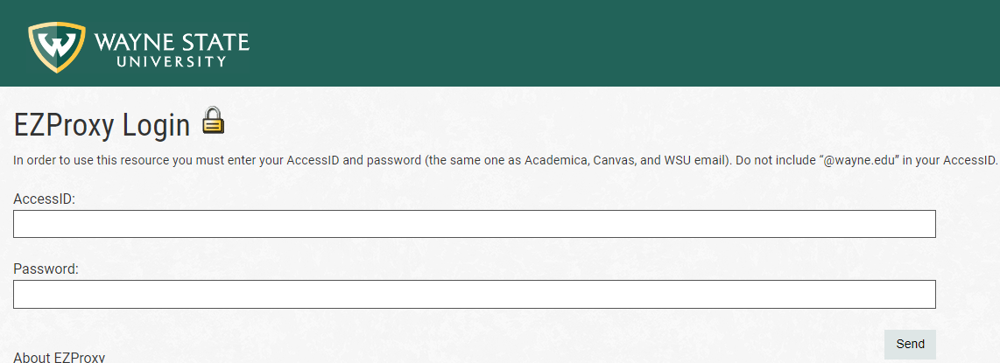 WAYNE STATE
UNIVERSITY
EZProxy Login
In order to use this resource you must enter your AccessID and password (the same one as Academica, Canvas, and WSU email). Do not include “@wayne.edu” in your AccessID.
AccessID:
Password:
Send
About EZProxy